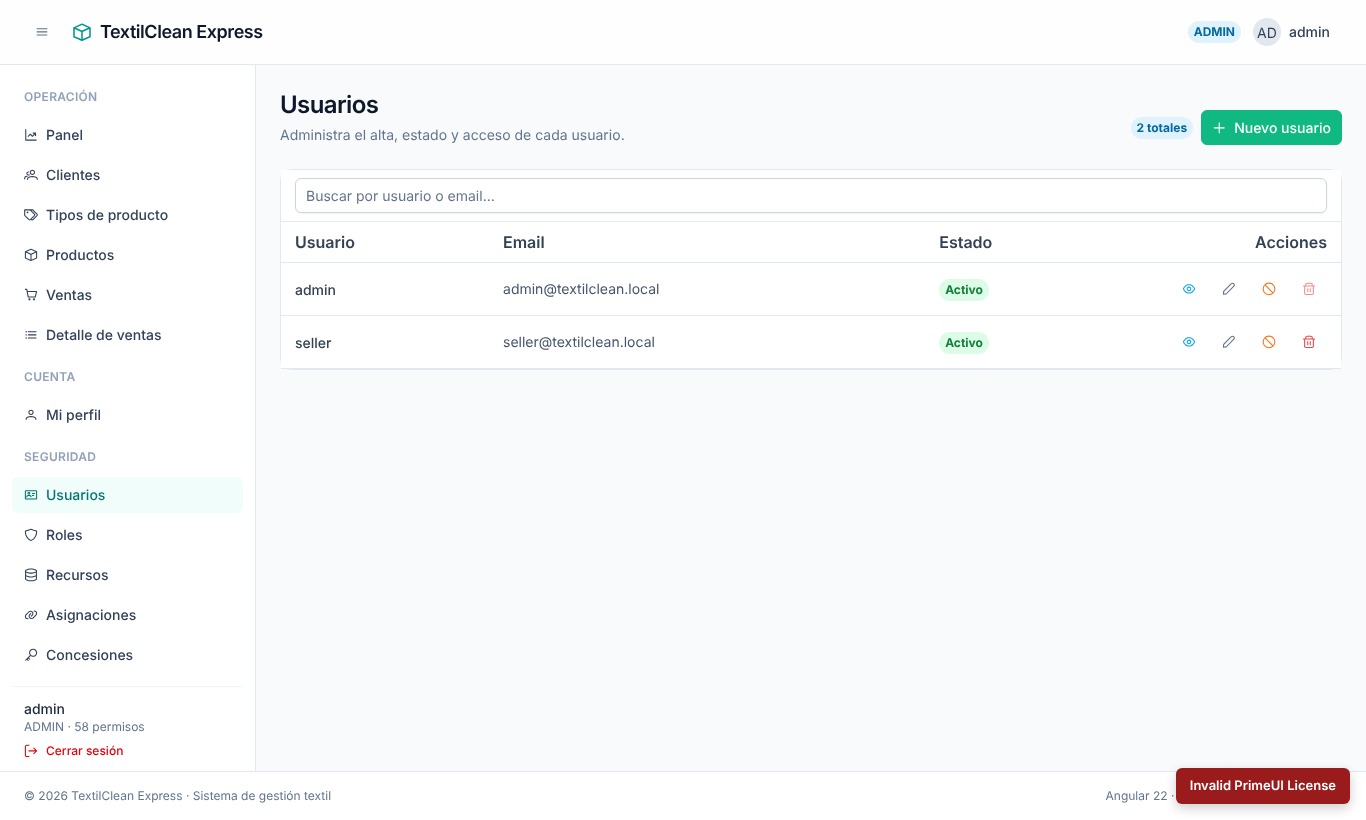 TextilClean Express
ADMIN AD admin
OPERACIÓN
Panel
Clientes
Tipos de producto
Productos
Ventas
Detalle de ventas
CUENTA
Mi perfil
SEGURIDAD
Usuarios
Roles
Recursos
Asignaciones
Concesiones
admin
ADMIN · 58 permisos
Cerrar sesión
Usuarios
Administra el alta, estado y acceso de cada usuario.
2 totales
Nuevo usuario
Buscar por usuario o email...
Usuario Email Estado Acciones
admin admin@textilclean.local Activo
seller seller@textilclean.local Activo
© 2026 TextilClean Express · Sistema de gestión textil
Angular 22 ·
Invalid PrimeUI License